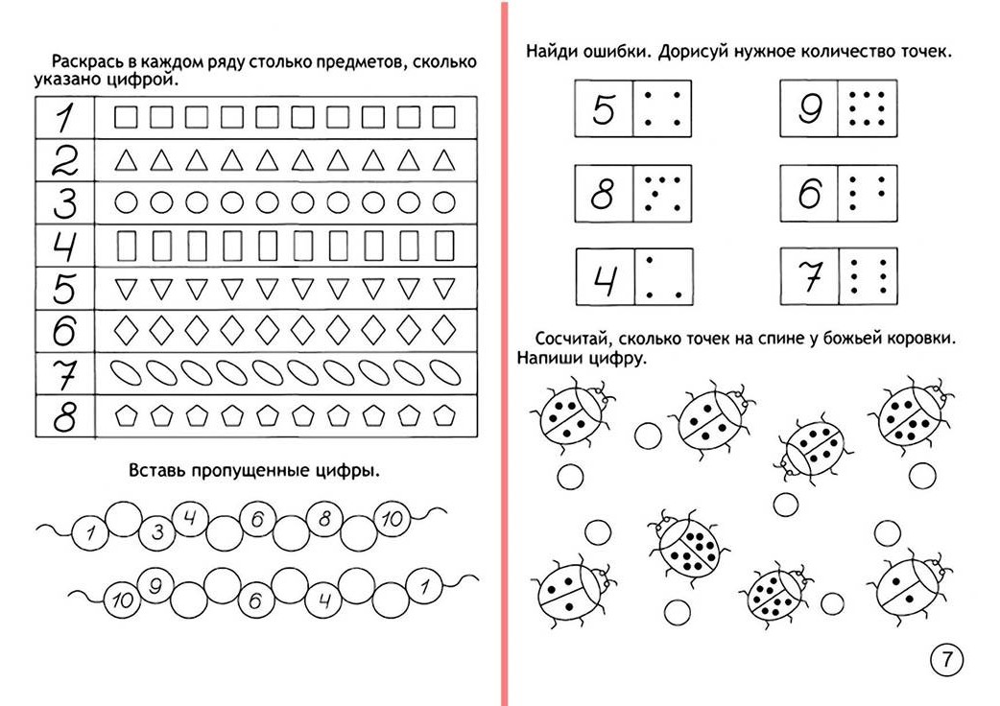 Раскрась в каждом ряду столько предметов, сколько
указано цифрой.
1
2
3
4
5
6
7
8
Вставь пропущенные цифры.
1 3 4 6 8 10
10 9 6 4 1
Найди ошибки. Дорисуй нужное количество точек.
5 9
8 6
4 7
Сосчитай, сколько точек на спине у божьей коровки.
Напиши цифру.
7